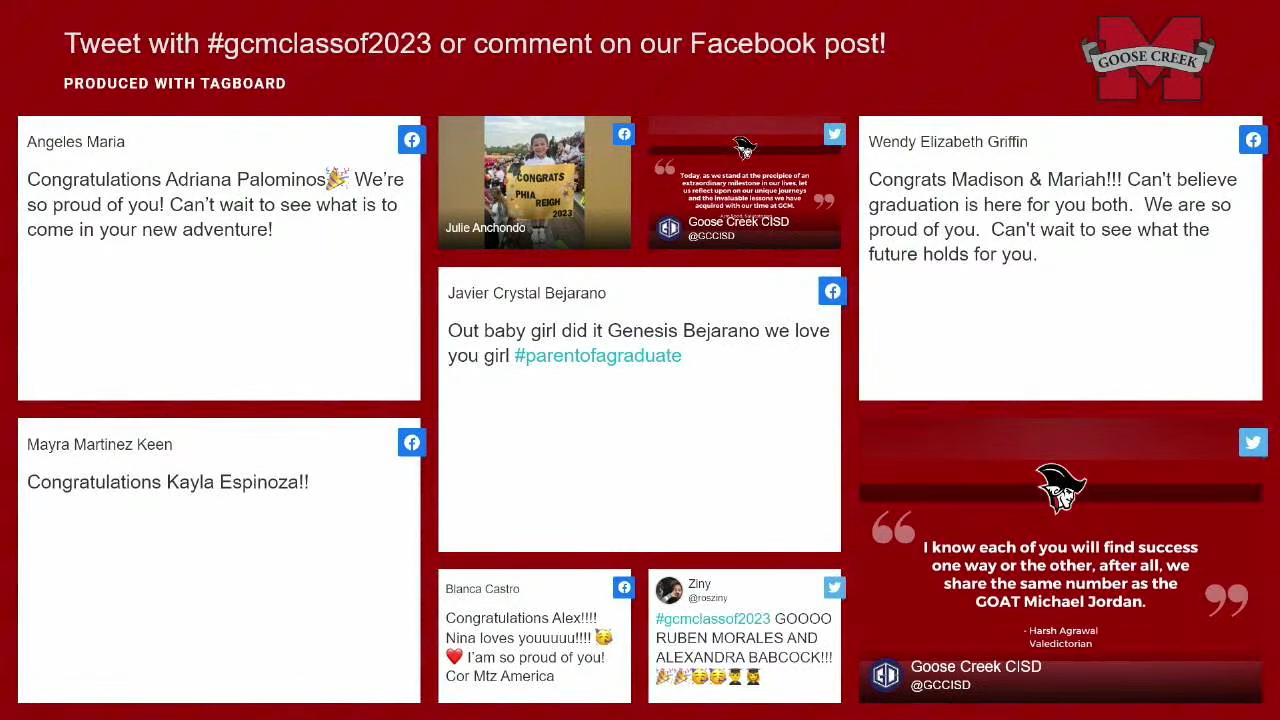 Tweet with #gcmclassof2023 or comment on our Facebook post!
PRODUCED WITH TAGBOARD
M
GOOSE CREEK
Angeles Maria
Congratulations Adriana Palominos🎉 We’re
so proud of you! Can’t wait to see what is to
come in your new adventure!
Mayra Martinez Keen
Congratulations Kayla Espinoza!!
CONGRATS
PHIA
REIGH
2023
Julie Anchondo
Today, as we stand at the precipice of an
extraordinary milestone in our lives, let
us reflect upon on our unique journeys
and the invaluable lessons we have
acquired with our time at GCM.
Goose Creek CISD
@GCCISD
Javier Crystal Bejarano
Out baby girl did it Genesis Bejarano we love
you girl #parentofagraduate
Blanca Castro
Congratulations Alex!!!!
Nina loves youuuuu!!!! 🥳
❤️ I'am so proud of you!
Cor Mtz America
Ziny
@rosziny
#gcmclassof2023 GOOOO
RUBEN MORALES AND
ALEXANDRA BABCOCK!!!
🎉🎉🥳🥳👨‍🎓👩‍🎓
Wendy Elizabeth Griffin
Congrats Madison & Mariah!!! Can't believe
graduation is here for you both. We are so
proud of you. Can't wait to see what the
future holds for you.
“
I know each of you will find success
one way or the other, after all, we
share the same number as the
GOAT Michael Jordan.
”
- Harsh Agrawal
Valedictorian
Goose Creek CISD
@GCCISD